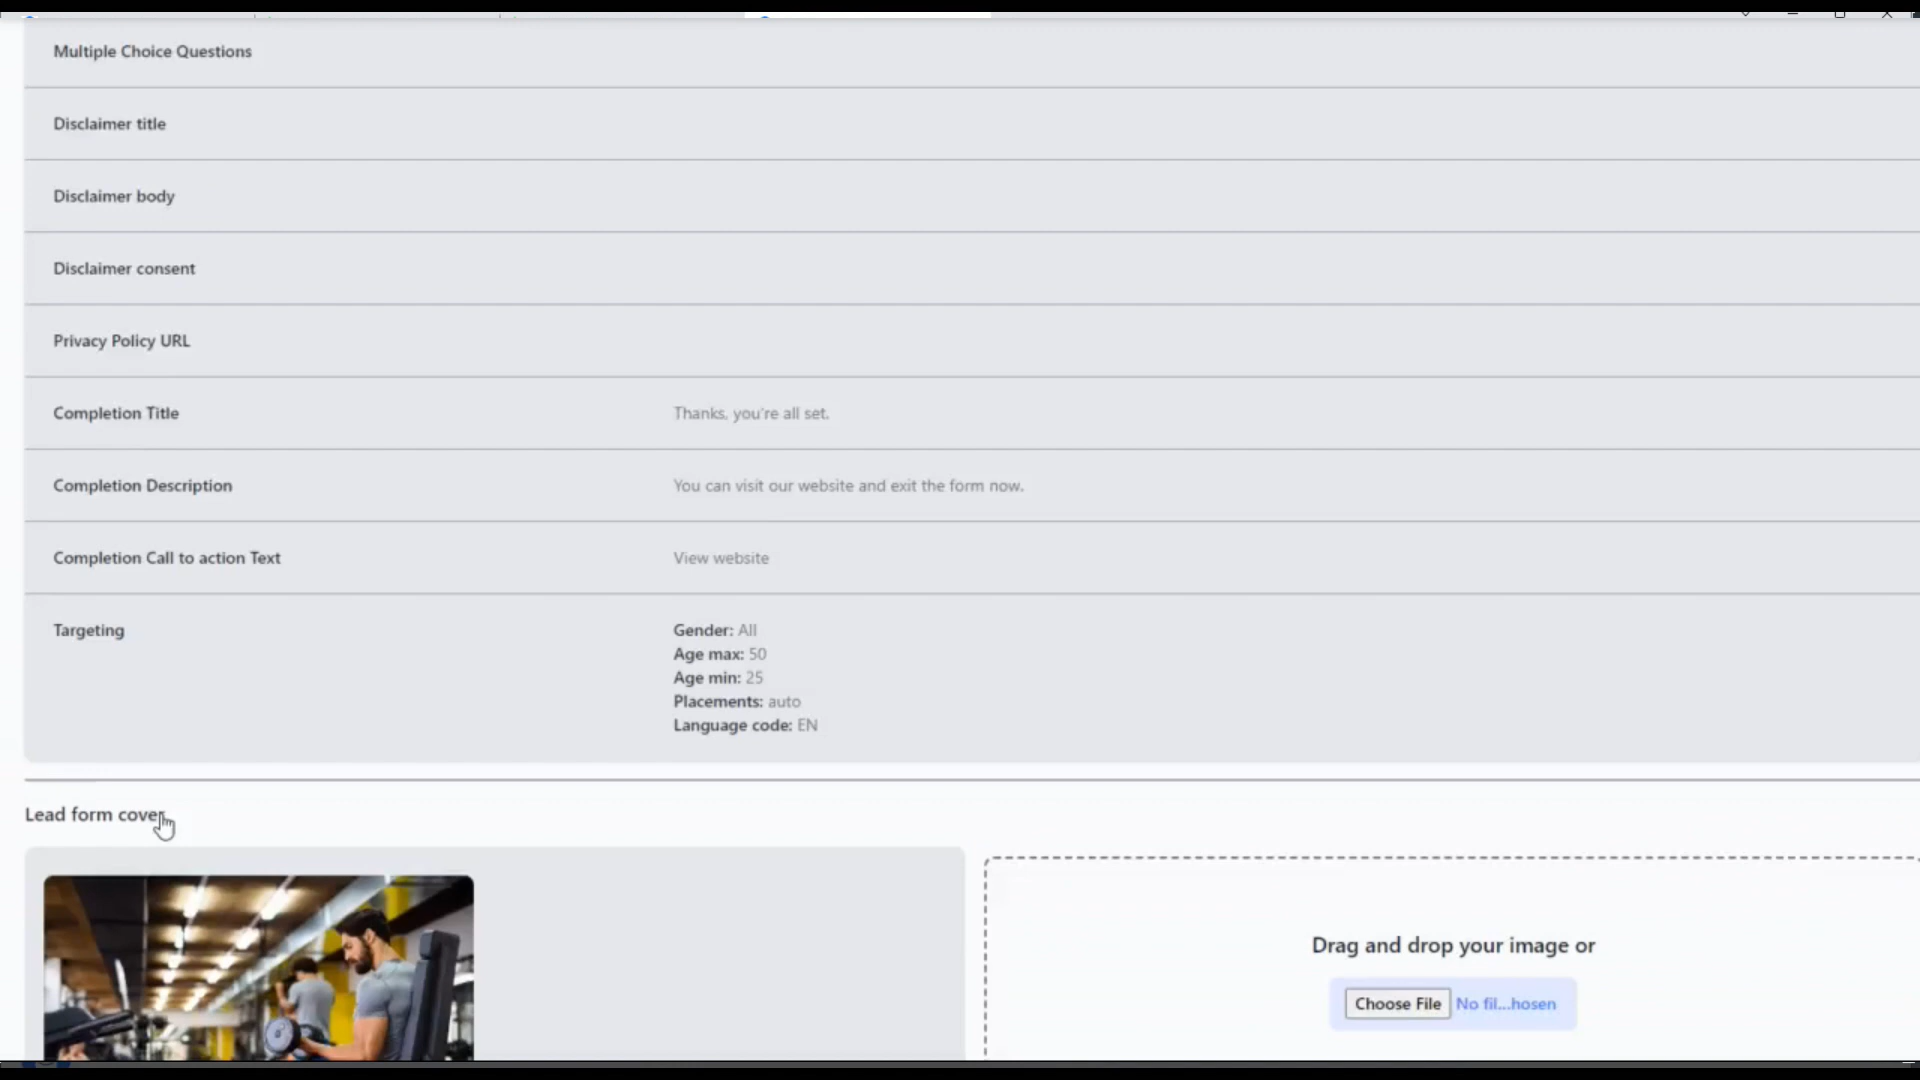 Multiple Choice Questions
Disclaimer title
Disclaimer body
Disclaimer consent
Privacy Policy URL
Completion Title
Thanks, you're all set.
Completion Description
You can visit our website and exit the form now.
Completion Call to action Text
View website
Targeting
Gender: All
Age max: 50
Age min: 25
Placements: auto
Language code: EN
Lead form cover
Drag and drop your image or
Choose File No fil...hosen